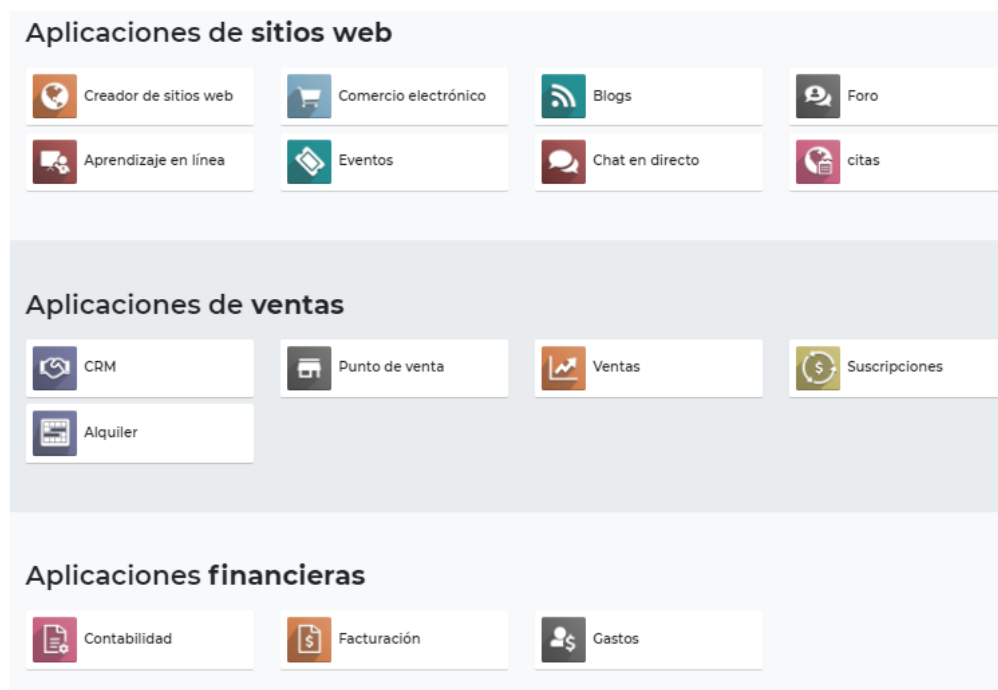 Aplicaciones de sitios web
Creador de sitios web
Comercio electrónico
Blogs
Foro
Aprendizaje en línea
Eventos
Chat en directo
citas
Aplicaciones de ventas
CRM
Punto de venta
Ventas
Suscripciones
Alquiler
Aplicaciones financieras
Contabilidad
Facturación
Gastos